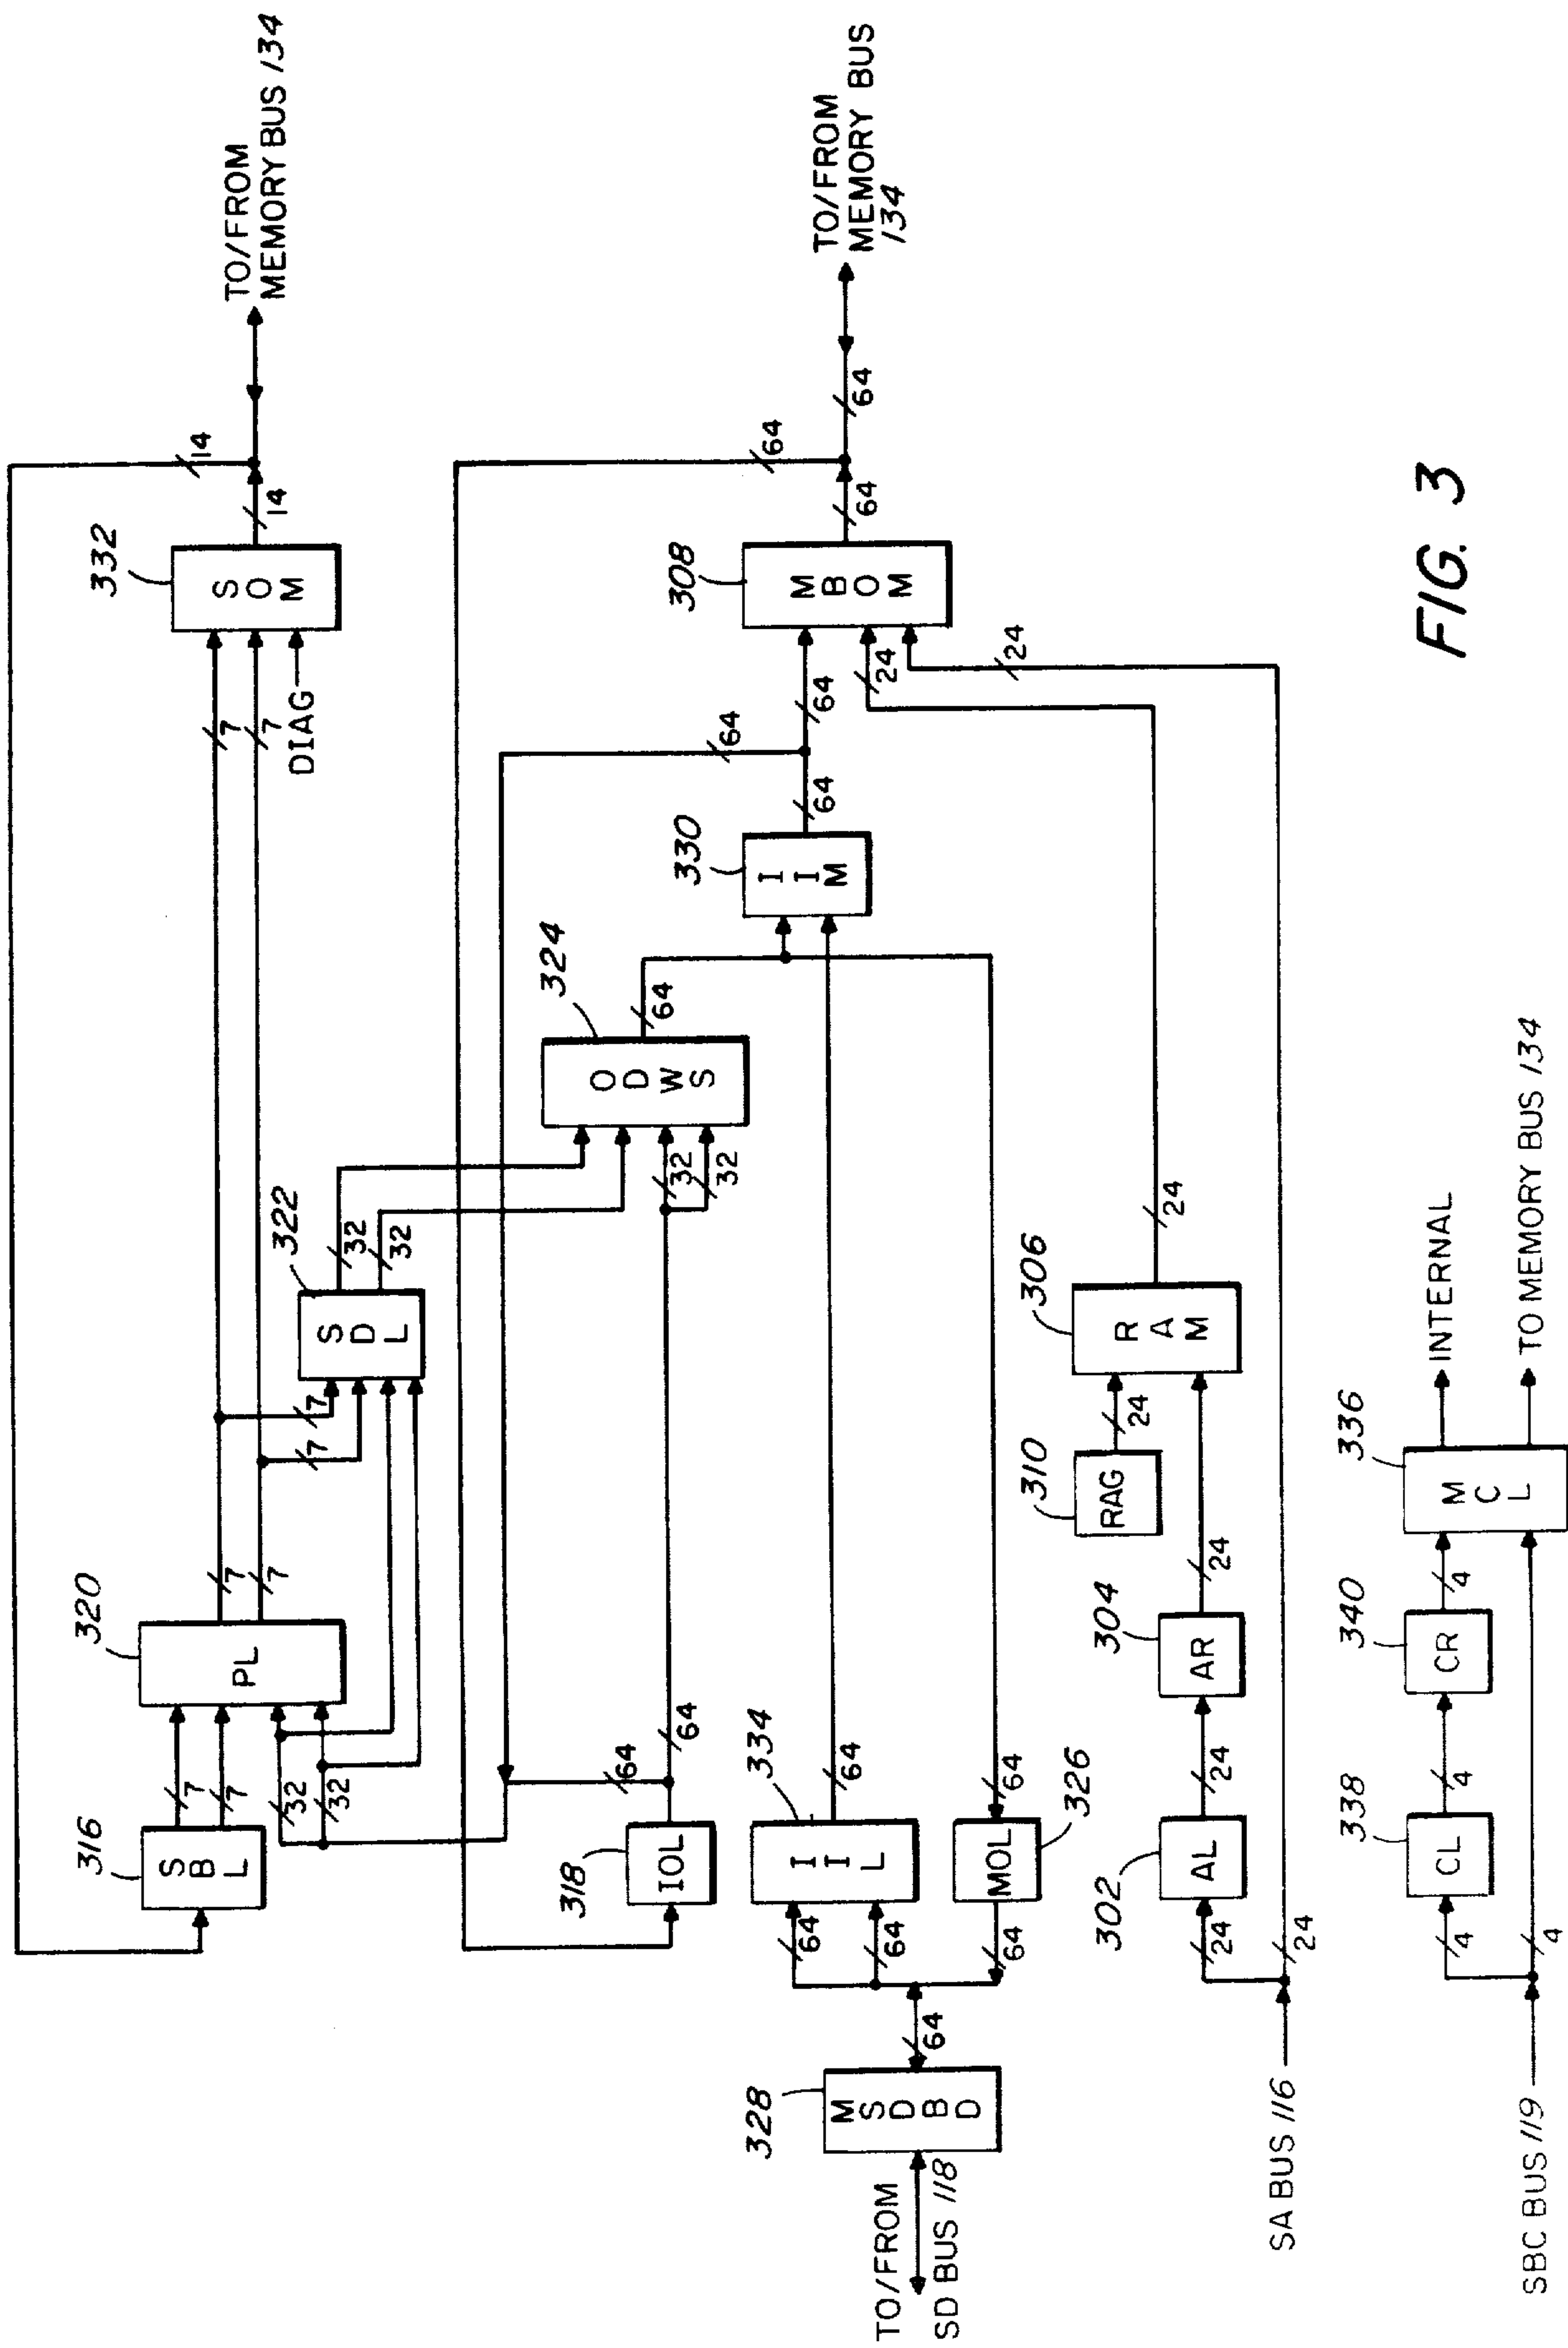 TO/FROM
MEMORY BUS 134
14
14
332
S
O
M
7
7
DIAG
322
S
D
L
32
32
7
7
320
PL
7
7
316
S
B
L
7
7
32
32
TO/FROM
MEMORY BUS
134
64
64
64
308
M
B
O
M
64
24
24
64
64
330
I
I
M
324
O
D
W
S
64
32
32
64
64
318
IOL
334
I
I
L
64
64
64
326
MOL
64
64
328
M
S
D
B
D
64
TO/FROM
SD BUS 118
306
R
A
M
24
310
RAG
24
304
AR
24
302
AL
24
24
24
SA BUS 116
INTERNAL
TO MEMORY BUS 134
336
M
C
L
340
CR
4
338
CL
4
4
4
SBC BUS 119
FIG. 3